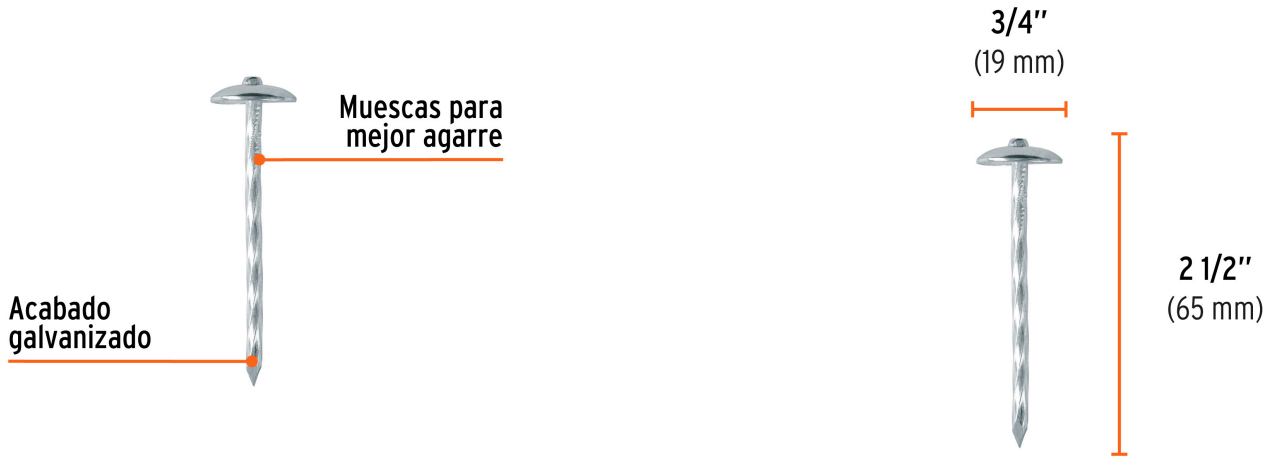 Muescas para
mejor agarre
Acabado
galvanizado
3/4"
(19 mm)
2 1/2"
(65 mm)